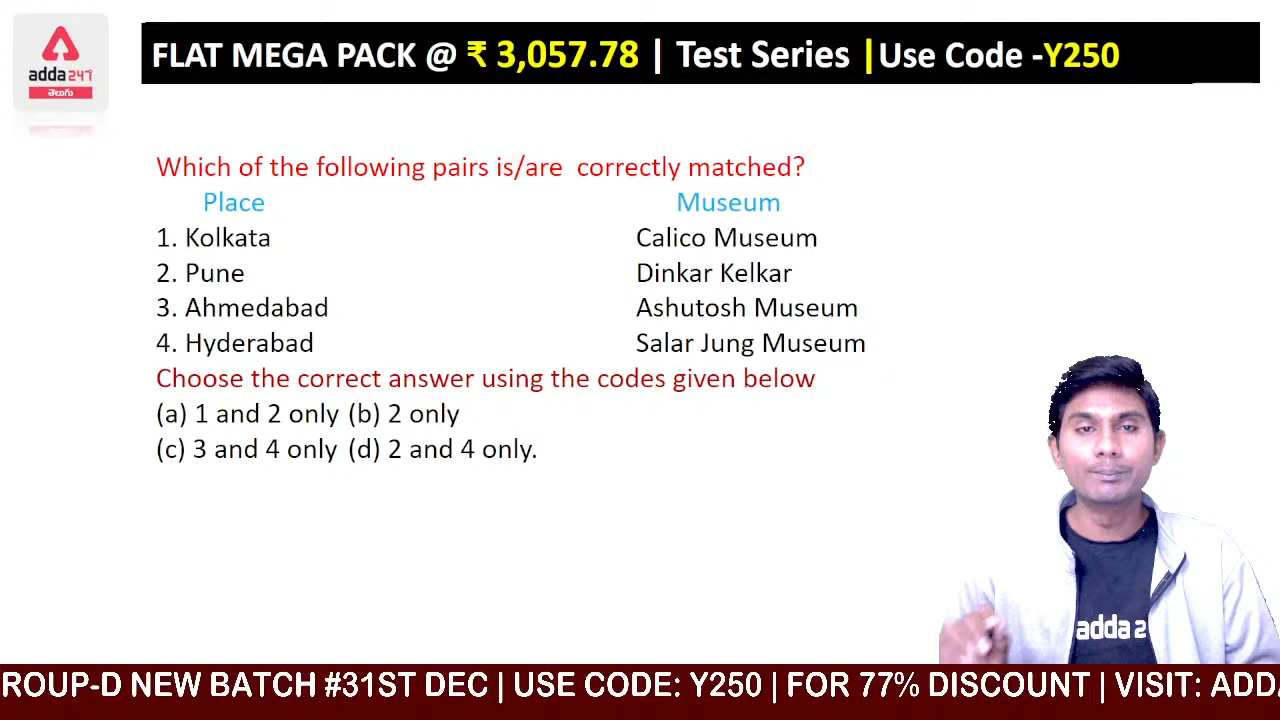 adda247
తెలుగు
FLAT MEGA PACK @ ₹ 3,057.78 | Test Series |Use Code -Y250
Which of the following pairs is/are correctly matched?
Place Museum
1. Kolkata Calico Museum
2. Pune Dinkar Kelkar
3. Ahmedabad Ashutosh Museum
4. Hyderabad Salar Jung Museum
Choose the correct answer using the codes given below
(a) 1 and 2 only (b) 2 only
(c) 3 and 4 only (d) 2 and 4 only.
adda 2
ROUP-D NEW BATCH #31ST DEC | USE CODE: Y250 | FOR 77% DISCOUNT | VISIT: ADDA